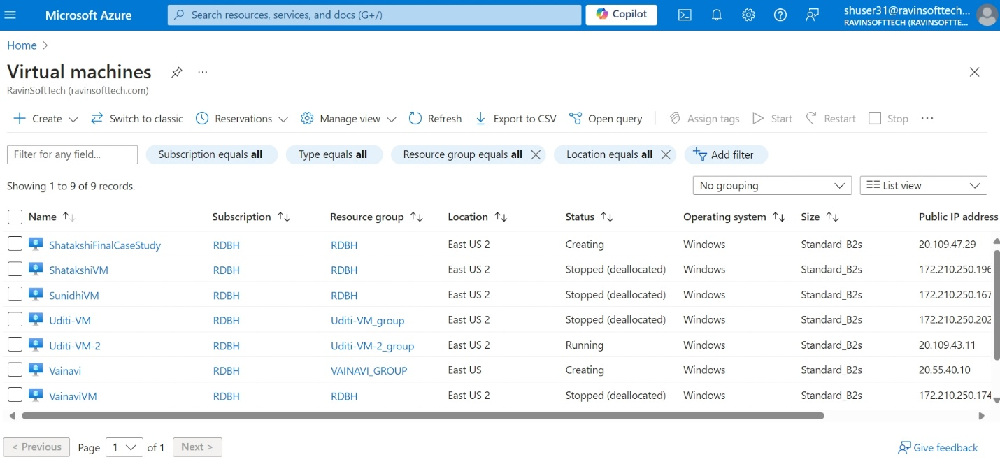 Microsoft Azure
Search resources, services, and docs (G+/)
Copilot
shuser31@ravinsofttech...
RAVINSOFTTECH (RAVINSOFTTE...
Home >
Virtual machines ...
RavinSoftTech (ravinsofttech.com)
+ Create Switch to classic Reservations Manage view Refresh Export to CSV Open query Assign tags Start Restart Stop ...
Filter for any field... Subscription equals all Type equals all Resource group equals all Location equals all Add filter
Showing 1 to 9 of 9 records. No grouping List view
Name Subscription Resource group Location Status Operating system Size Public IP address
ShatakshiFinalCaseStudy RDBH RDBH East US 2 Creating Windows Standard_B2s 20.109.47.29
ShatakshiVM RDBH RDBH East US 2 Stopped (deallocated) Windows Standard_B2s 172.210.250.196
SunidhiVM RDBH RDBH East US 2 Stopped (deallocated) Windows Standard_B2s 172.210.250.167
Uditi-VM RDBH Uditi-VM_group East US 2 Stopped (deallocated) Windows Standard_B2s 172.210.250.202
Uditi-VM-2 RDBH Uditi-VM-2_group East US 2 Running Windows Standard_B2s 20.109.43.11
Vainavi RDBH VAINAVI_GROUP East US Creating Windows Standard_B2s 20.55.40.10
VainaviVM RDBH RDBH East US 2 Stopped (deallocated) Windows Standard_B2s 172.210.250.174
< Previous Page 1 of 1 Next > Give feedback